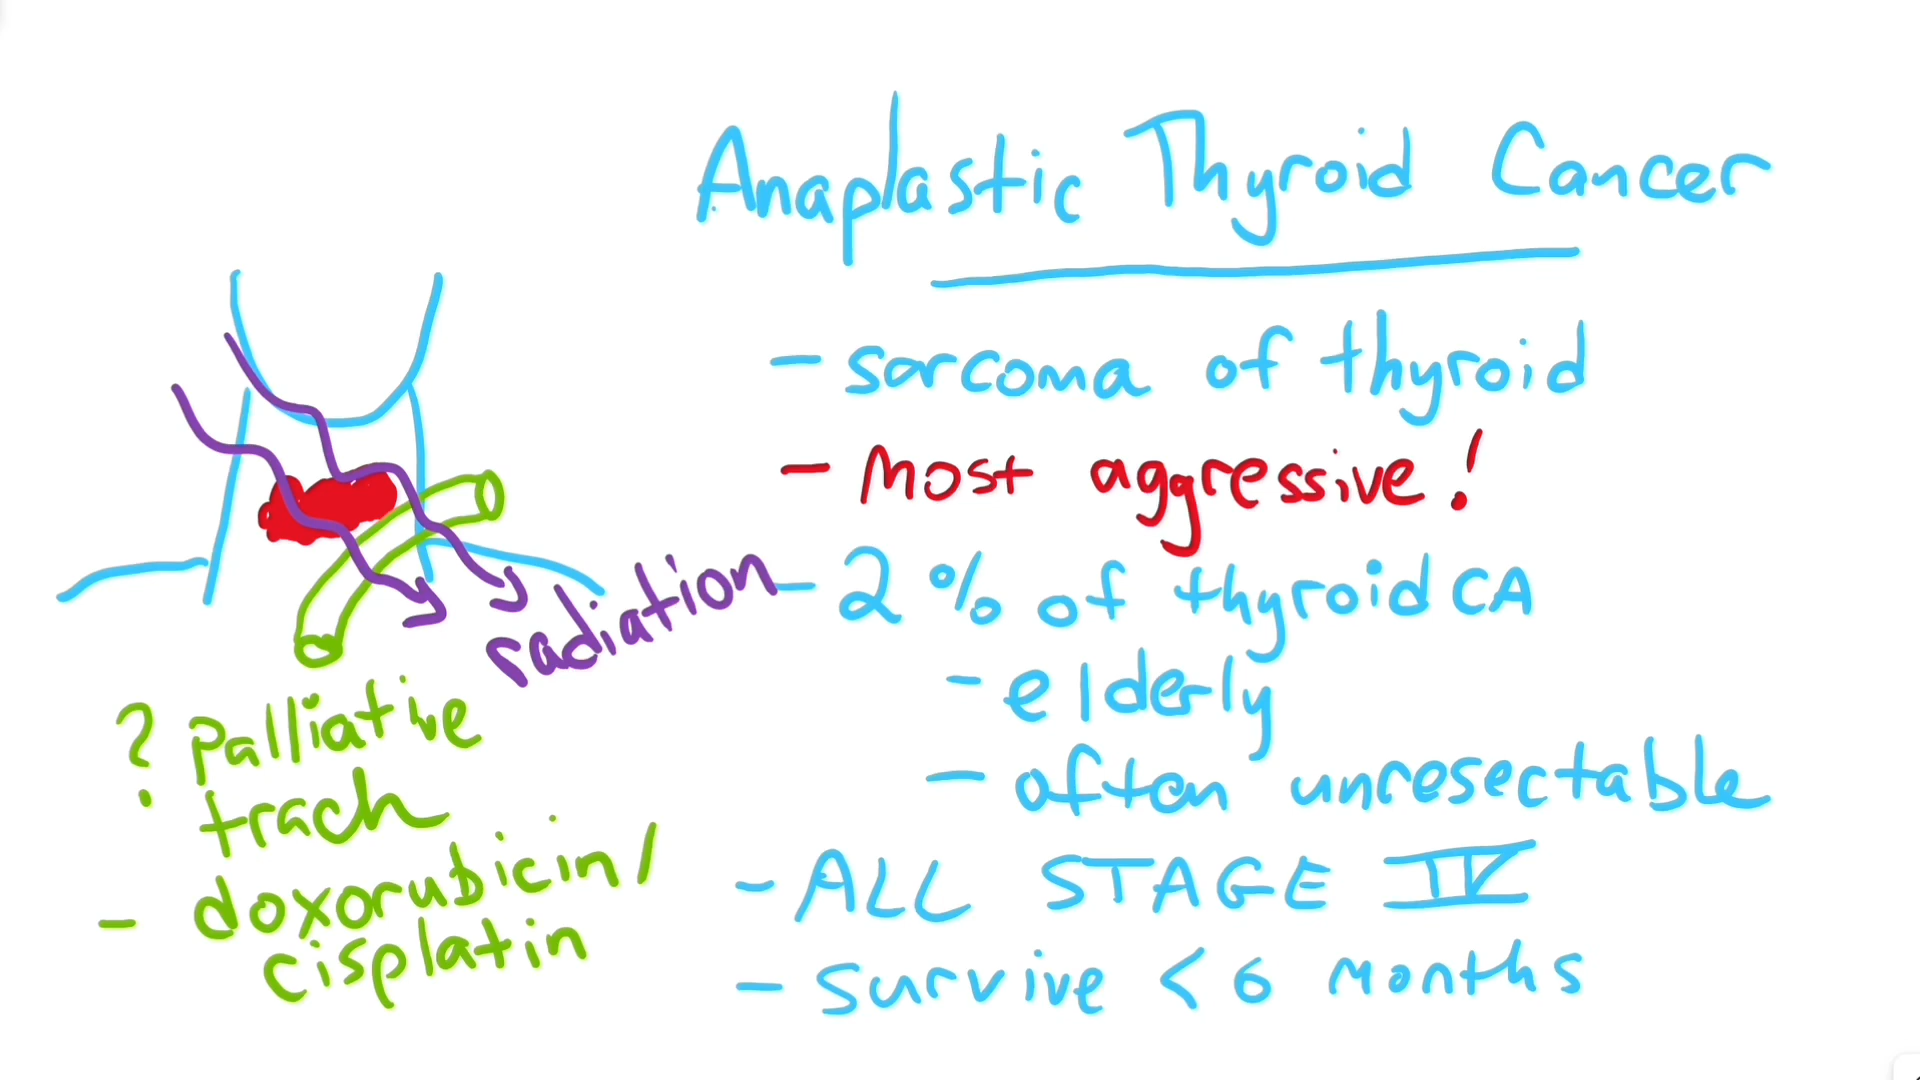 Anaplastic Thyroid Cancer
- sarcoma of thyroid
- Most aggressive!
- 2% of thyroid CA
- elderly
- often unresectable
- ALL STAGE IV
- survive < 6 months
radiation
? palliative
trach
- doxorubicin/
cisplatin